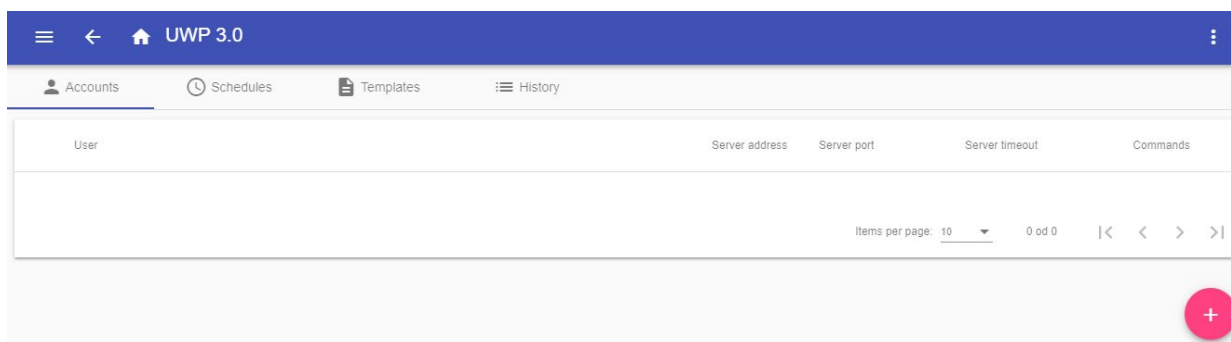 UWP 3.0
Accounts Schedules Templates History
User Server address Server port Server timeout Commands
Items per page: 10 0 od 0